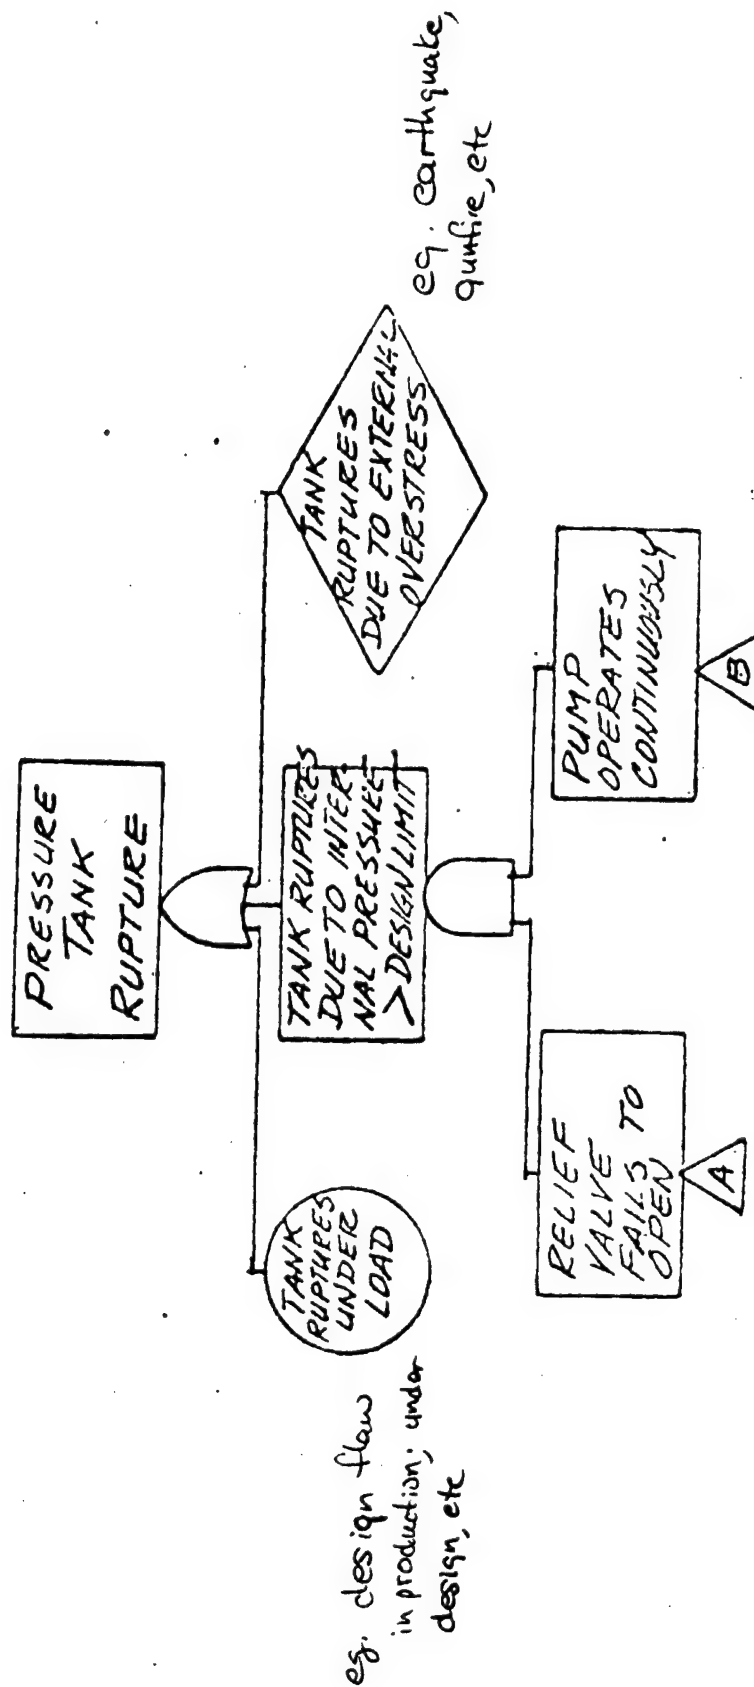 PRESSURE
TANK
RUPTURE
TANK
RUPTURES
UNDER
LOAD
eg. design flaw
in production; under
design, etc
TANK RUPTURES
DUE TO INTER
NAL PRESSURE
>DESIGN LIMIT
TANK
RUPTURES
DUE TO EXTERNAL
OVERSTRESS
eg. earthquake,
gunfire, etc
RELIEF
VALVE
FAILS TO
OPEN
A
PUMP
OPERATES
CONTINUOUSLY
B